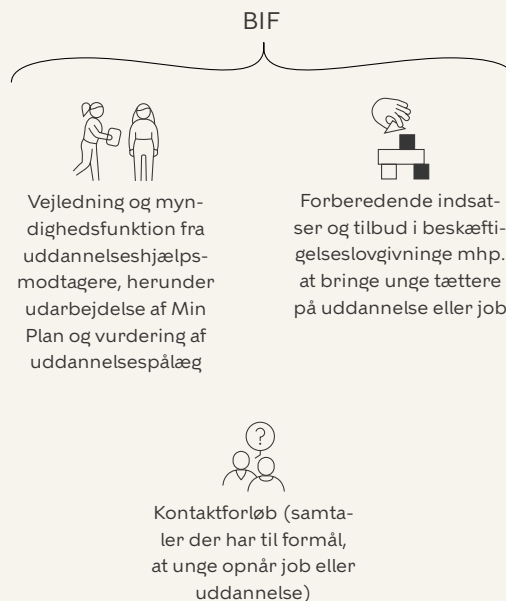 BIF
Vejledning og myn-
dighedsfunktion fra
uddannelseshjælps-
modtagere, herunder
udarbejdelse af Min
Plan og vurdering af
uddannelsespålæg
Forberedende indsat-
ser og tilbud i beskæfti-
gelseslovgivninge mhp.
at bringe unge tættere
på uddannelse eller job
?
Kontaktforløb (samta-
ler der har til formål,
at unge opnår job eller
uddannelse)